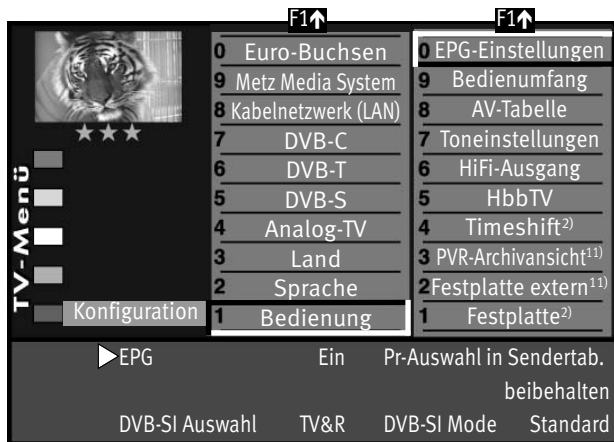 F1↑
F1↑
0 Euro-Buchsen
9 Metz Media System
8 Kabelnetzwerk (LAN)
7 DVB-C
6 DVB-T
5 DVB-S
4 Analog-TV
3 Land
2 Sprache
1 Bedienung
0 EPG-Einstellungen
9 Bedienumfang
8 AV-Tabelle
7 Toneinstellungen
6 HiFi-Ausgang
5 HbbTV
4 Timeshift²⁾
3 PVR-Archivansicht¹¹⁾
2 Festplatte extern¹¹⁾
1 Festplatte²⁾
TV-Menü
Konfiguration
EPG Ein Pr-Auswahl in Sendertab.
beibehalten
DVB-SI Auswahl TV&R DVB-SI Mode Standard